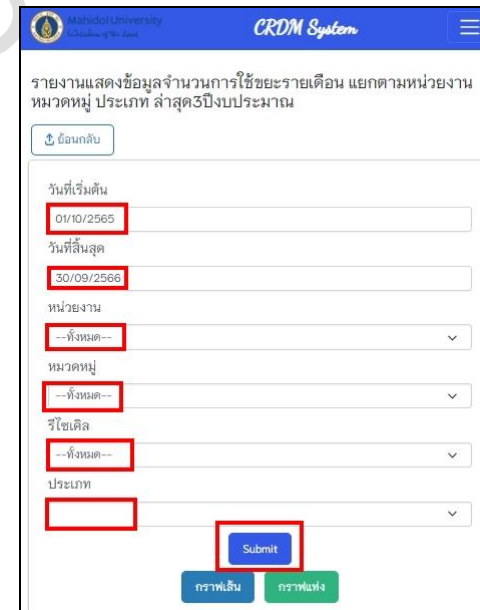 Mahidol University
Wisdom of the Land
CRDM System
รายงานแสดงข้อมูลจำนวนการใช้ขยะรายเดือน แยกตามหน่วยงาน
หมวดหมู่ ประเภท ล่าสุด3ปีงบประมาณ
ย้อนกลับ
วันที่เริ่มต้น
01/10/2565
วันที่สิ้นสุด
30/09/2566
หน่วยงาน
--ทั้งหมด--
หมวดหมู่
--ทั้งหมด--
รีไซเคิล
--ทั้งหมด--
ประเภท
Submit
กราฟเส้น
กราฟแท่ง